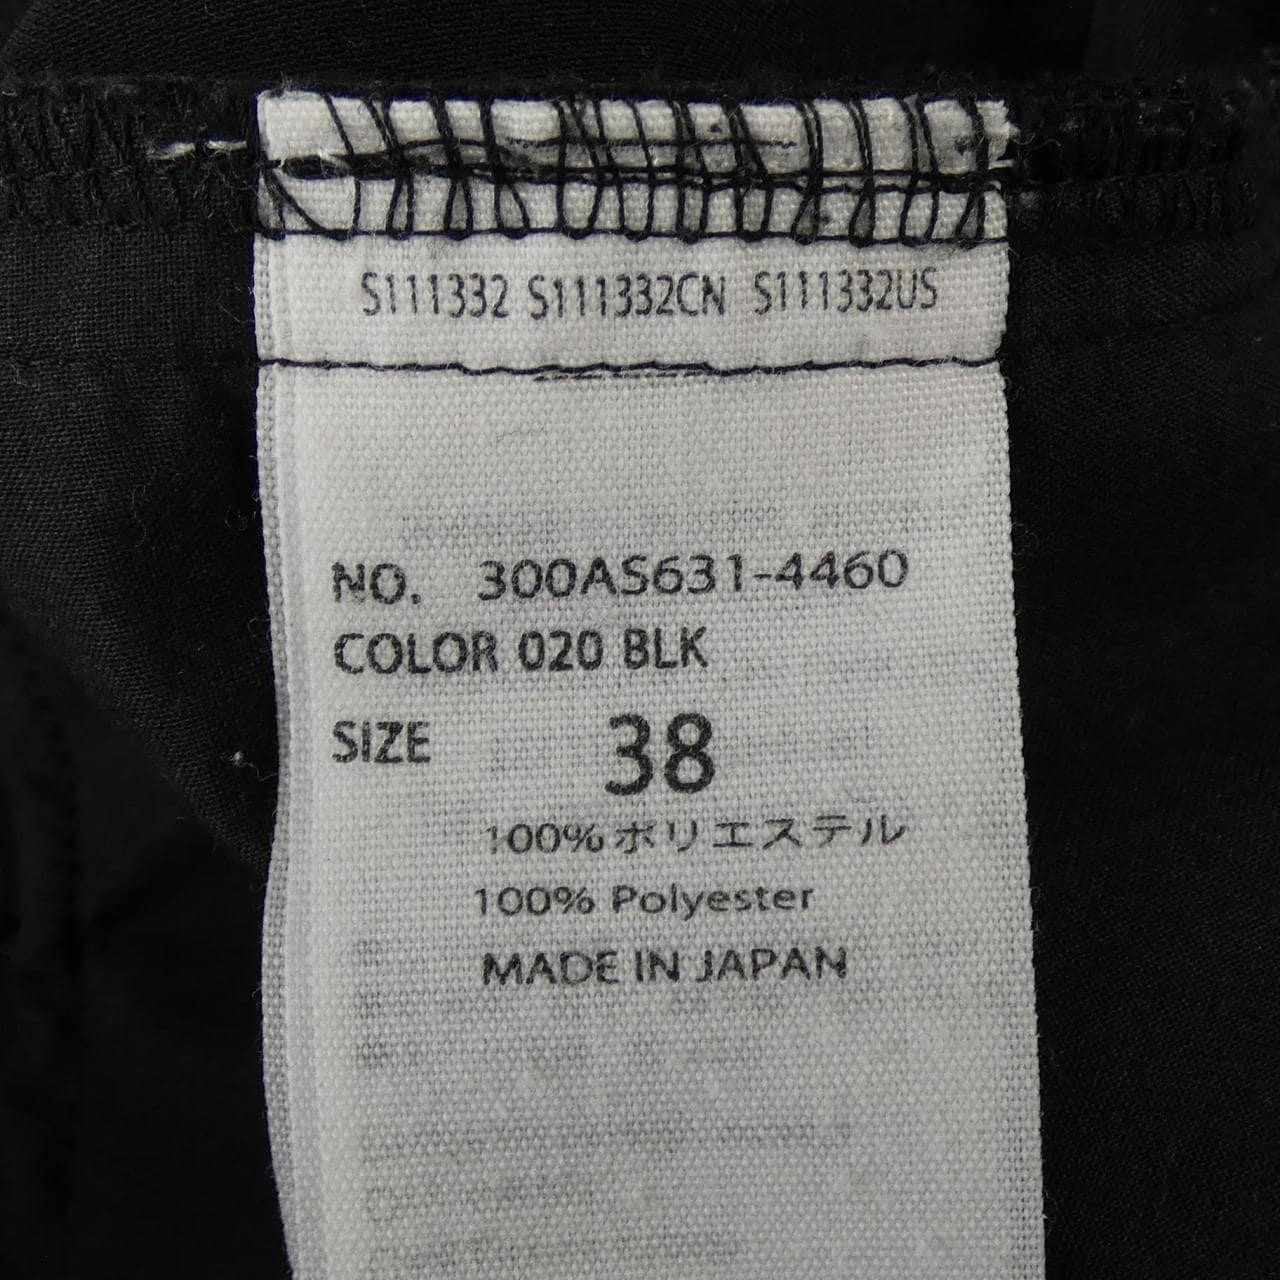 S111332 S111332CN S111332US
NO. 300AS631-4460
COLOR 020 BLK
SIZE 38
100%ポリエステル
100% Polyester
MADE IN JAPAN